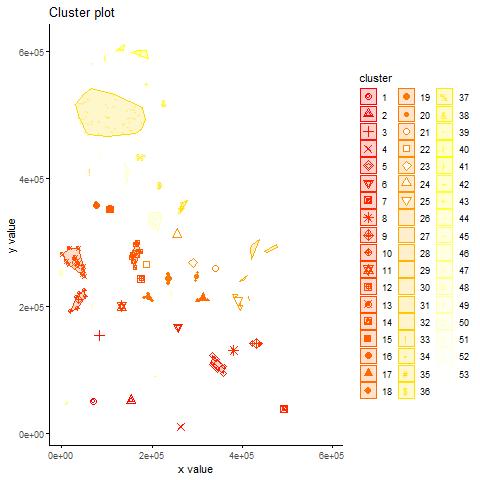 Cluster plot
6e+05
4e+05
2e+05
0e+00
y value
0e+00 2e+05 4e+05 6e+05
x value
cluster
1 19 37
2 20 38
3 21 39
4 22 40
5 23 41
6 24 42
7 25 43
8 26 44
9 27 45
10 28 46
11 29 47
12 30 48
13 31 49
14 32 50
15 33 51
16 34 52
17 35 53
18 36